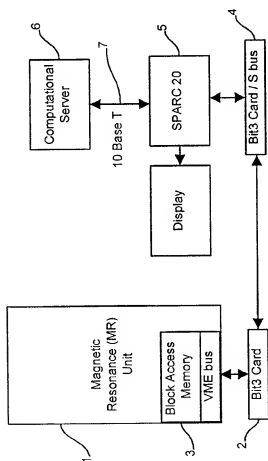 6
Computational
Server
7
10 Base T
5
SPARC 20
4
Bit3 Card / S bus
Display
Magnetic
Resonance (MR)
Unit
1
Block Access
Memory
3
VME bus
Bit3 Card
2